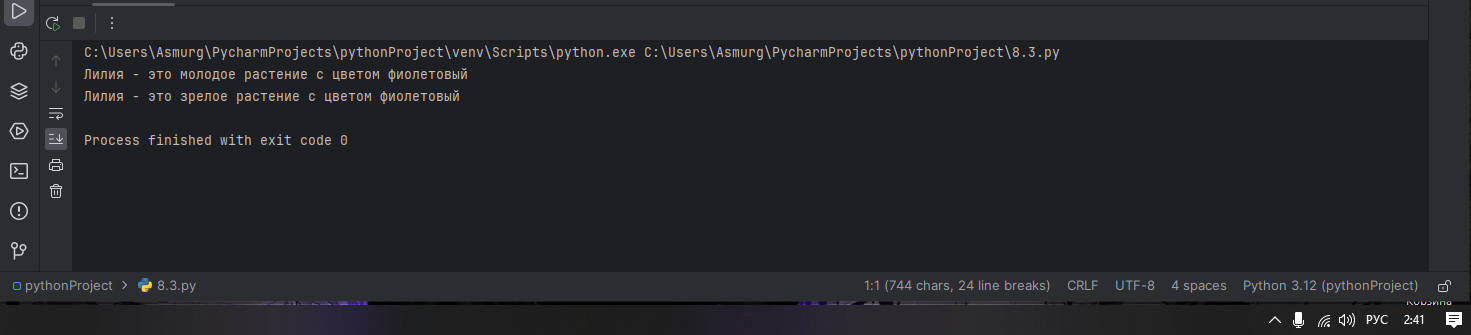 C:\Users\Asmurg\PycharmProjects\pythonProject\venv\Scripts\python.exe C:\Users\Asmurg\PycharmProjects\pythonProject\8.3.py
Лилия - это молодое растение с цветом фиолетовый
Лилия - это зрелое растение с цветом фиолетовый
Process finished with exit code 0
pythonProject > 8.3.py 1:1 (744 chars, 24 line breaks) CRLF UTF-8 4 spaces Python 3.12 (pythonProject)
Корзина
РУС 2:41